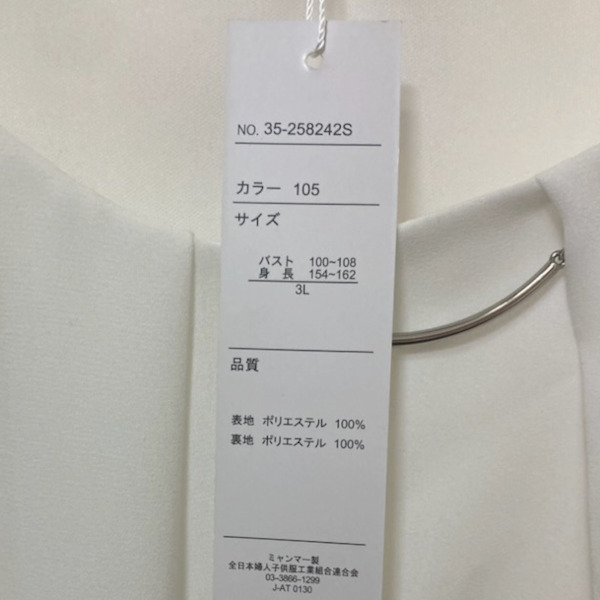 NO. 35-258242S
カラー 105
サイズ
バスト 100~108
身 長 154~162
3L
品質
表地 ポリエステル 100%
裏地 ポリエステル 100%
ミャンマー製
全日本婦人子供服工業組合連合会
03-3866-1299
J-AT 0130